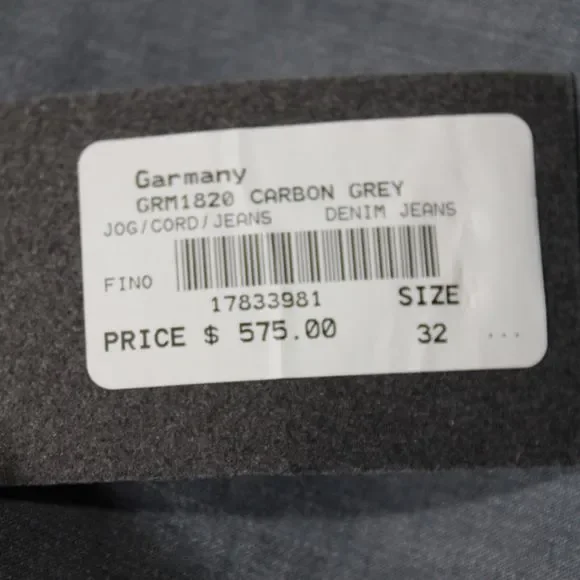 Garmany
GRM1820 CARBON GREY
JOG/CORD/JEANS DENIM JEANS
FINO
17833981 SIZE
PRICE $ 575.00 32 ...